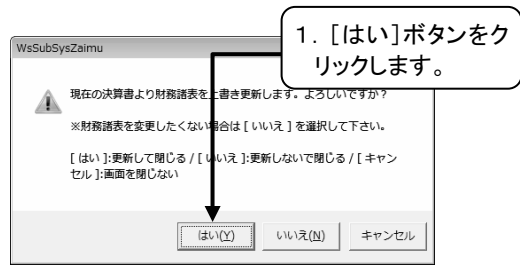 1．[はい]ボタンをク
リックします。
WsSubSysZaimu
現在の決算書より財務諸表を上書き更新します。よろしいですか？
※財務諸表を変更したくない場合は [ いいえ ] を選択して下さい。
[ はい ]:更新して閉じる / [ いいえ ]:更新しないで閉じる / [ キャン
セル ]:画面を閉じない
はい(Y)
いいえ(N)
キャンセル